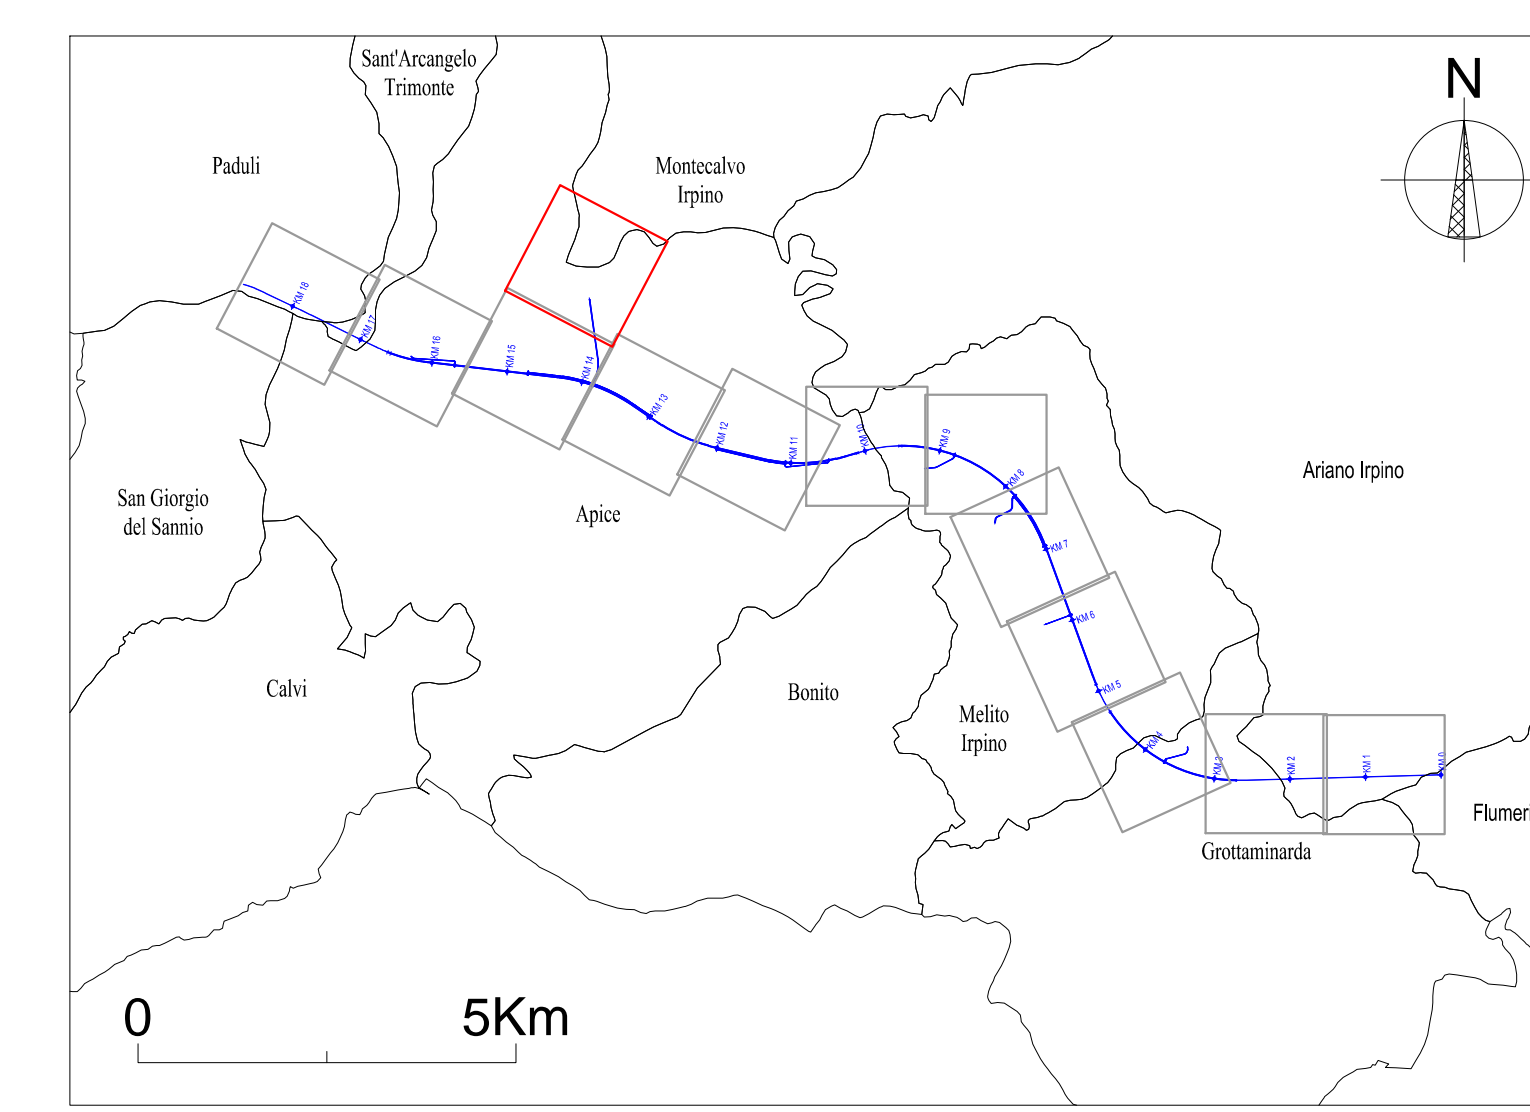 Sant'Arcangelo
Trimonte
N
Paduli
Montecalvo
Irpino
KM 18
KM 17
KM 16
KM 15
KM 14
KM 13
KM 12
KM 11
KM 10
KM 9
KM 8
KM 7
KM 6
KM 5
KM 4
KM 3
KM 2
KM 1
KM 0
Ariano Irpino
San Giorgio
del Sannio
Apice
Calvi
Bonito
Melito
Irpino
Flumeri
Grottaminarda
0
5Km